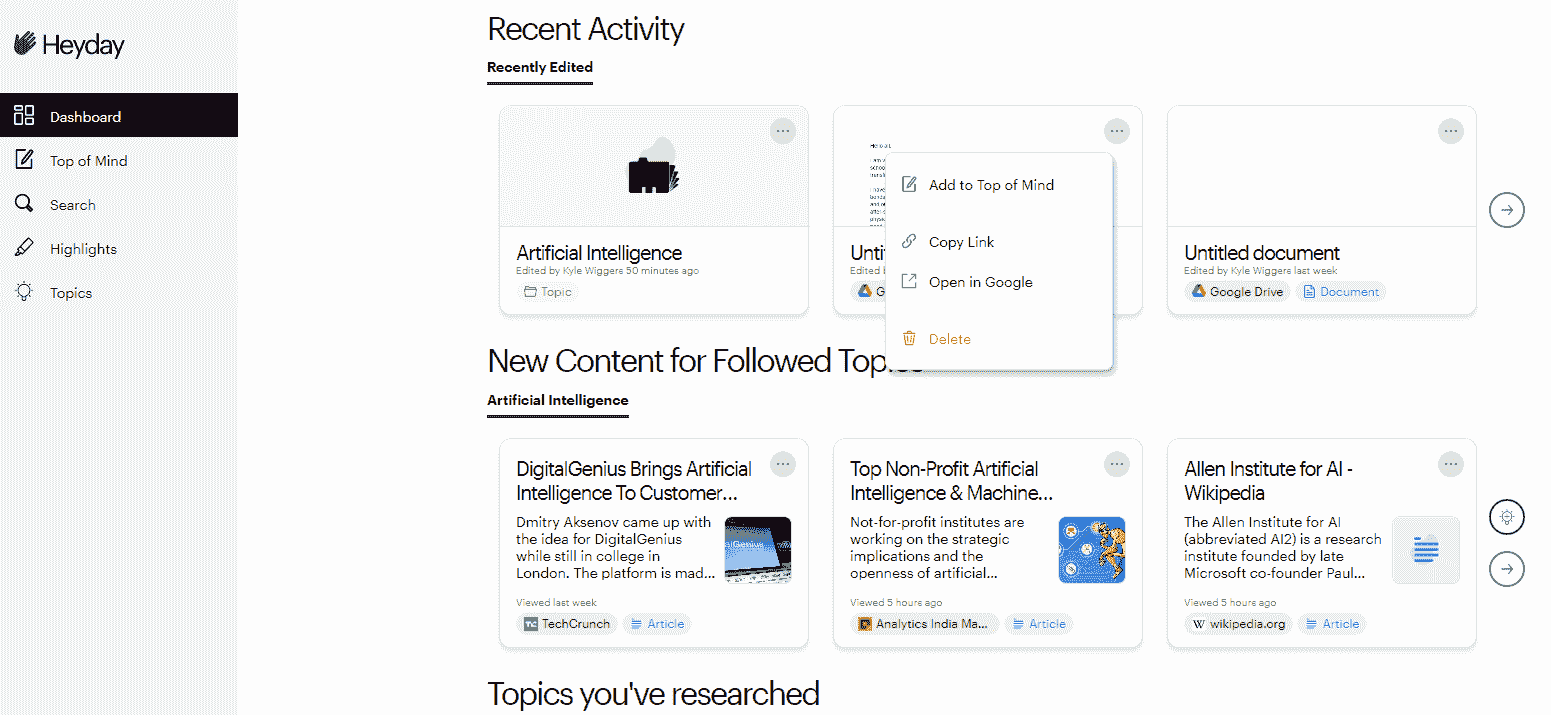 Heyday
Dashboard
Top of Mind
Search
Highlights
Topics
Recent Activity
Recently Edited
Artificial Intelligence
Edited by Kyle Wiggers 50 minutes ago
Topic
Add to Top of Mind
Copy Link
Open in Google
Delete
Untitled document
Edited by Kyle Wiggers last week
Google Drive Document
New Content for Followed
Artificial Intelligence
DigitalGenius Brings Artificial
Intelligence To Customer...
Dmitry Aksenov came up with
the idea for DigitalGenius
while still in college in
London. The platform is mad...
Viewed last week
TechCrunch Article
Top Non-Profit Artificial
Intelligence & Machine...
Not-for-profit institutes are
working on the strategic
implications and the
openness of artificial...
Viewed 5 hours ago
Analytics India Ma... Article
Allen Institute for AI -
Wikipedia
The Allen Institute for AI
(abbreviated AI2) is a research
institute founded by late
Microsoft co-founder Paul...
Viewed 5 hours ago
wikipedia.org Article
Topics you've researched